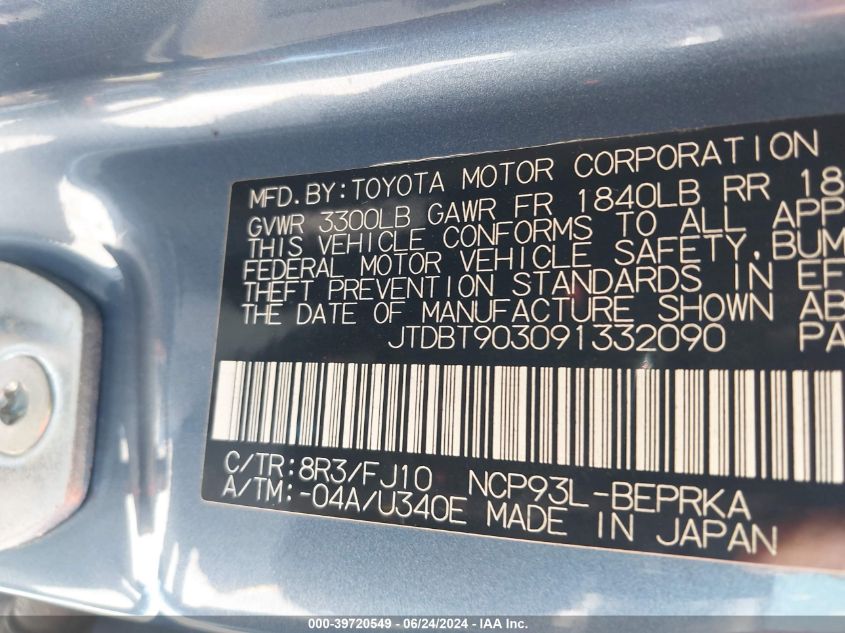 MFD.BY:TOYOTA MOTOR CORPORATION
GVWR 3300LB GAWR FR 1840LB RR 18
THIS VEHICLE CONFORMS TO ALL APP
FEDERAL MOTOR VEHICLE SAFETY, BUM
THEFT PREVENTION STANDARDS IN EF
THE DATE OF MANUFACTURE SHOWN AB
JTDBT903091332090 PA
C/TR:8R3/FJ10 NCP93L-BEPRKA
A/TM:-04A/U340E MADE IN JAPAN
000-39720549 - 06/24/2024 - IAA Inc.